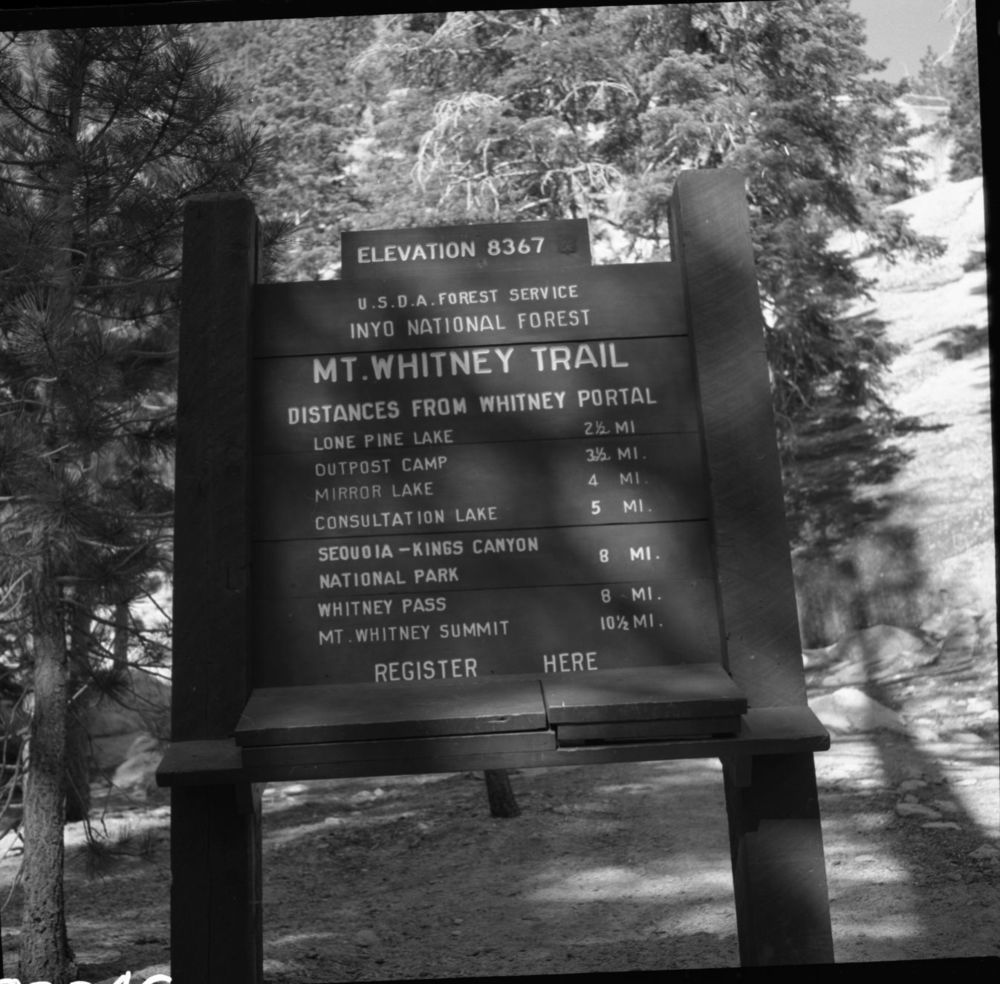 ELEVATION 8367
U.S.D.A. FOREST SERVICE
INYO NATIONAL FOREST
MT. WHITNEY TRAIL
DISTANCES FROM WHITNEY PORTAL
LONE PINE LAKE 2½ MI
OUTPOST CAMP 3½ MI.
MIRROR LAKE 4 MI.
CONSULTATION LAKE 5 MI.
SEQUOIA - KINGS CANYON
NATIONAL PARK 8 MI.
WHITNEY PASS 8 MI.
MT. WHITNEY SUMMIT 10½ MI.
REGISTER HERE